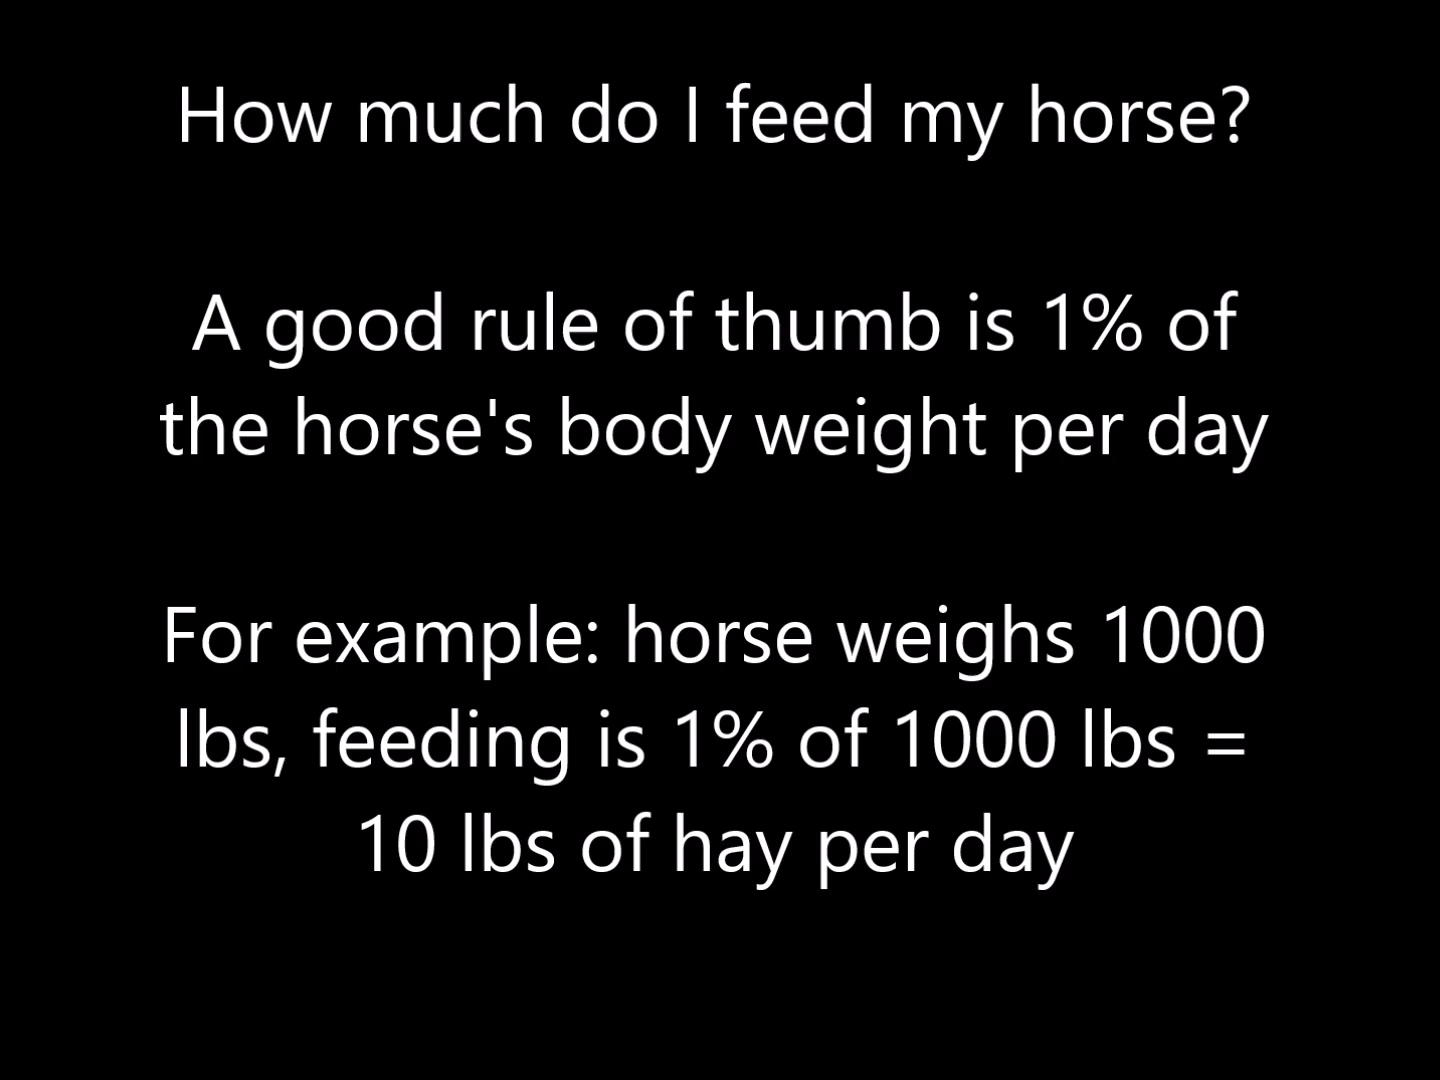 How much do I feed my horse?
A good rule of thumb is 1% of
the horse's body weight per day
For example: horse weighs 1000
lbs, feeding is 1% of 1000 lbs =
10 lbs of hay per day